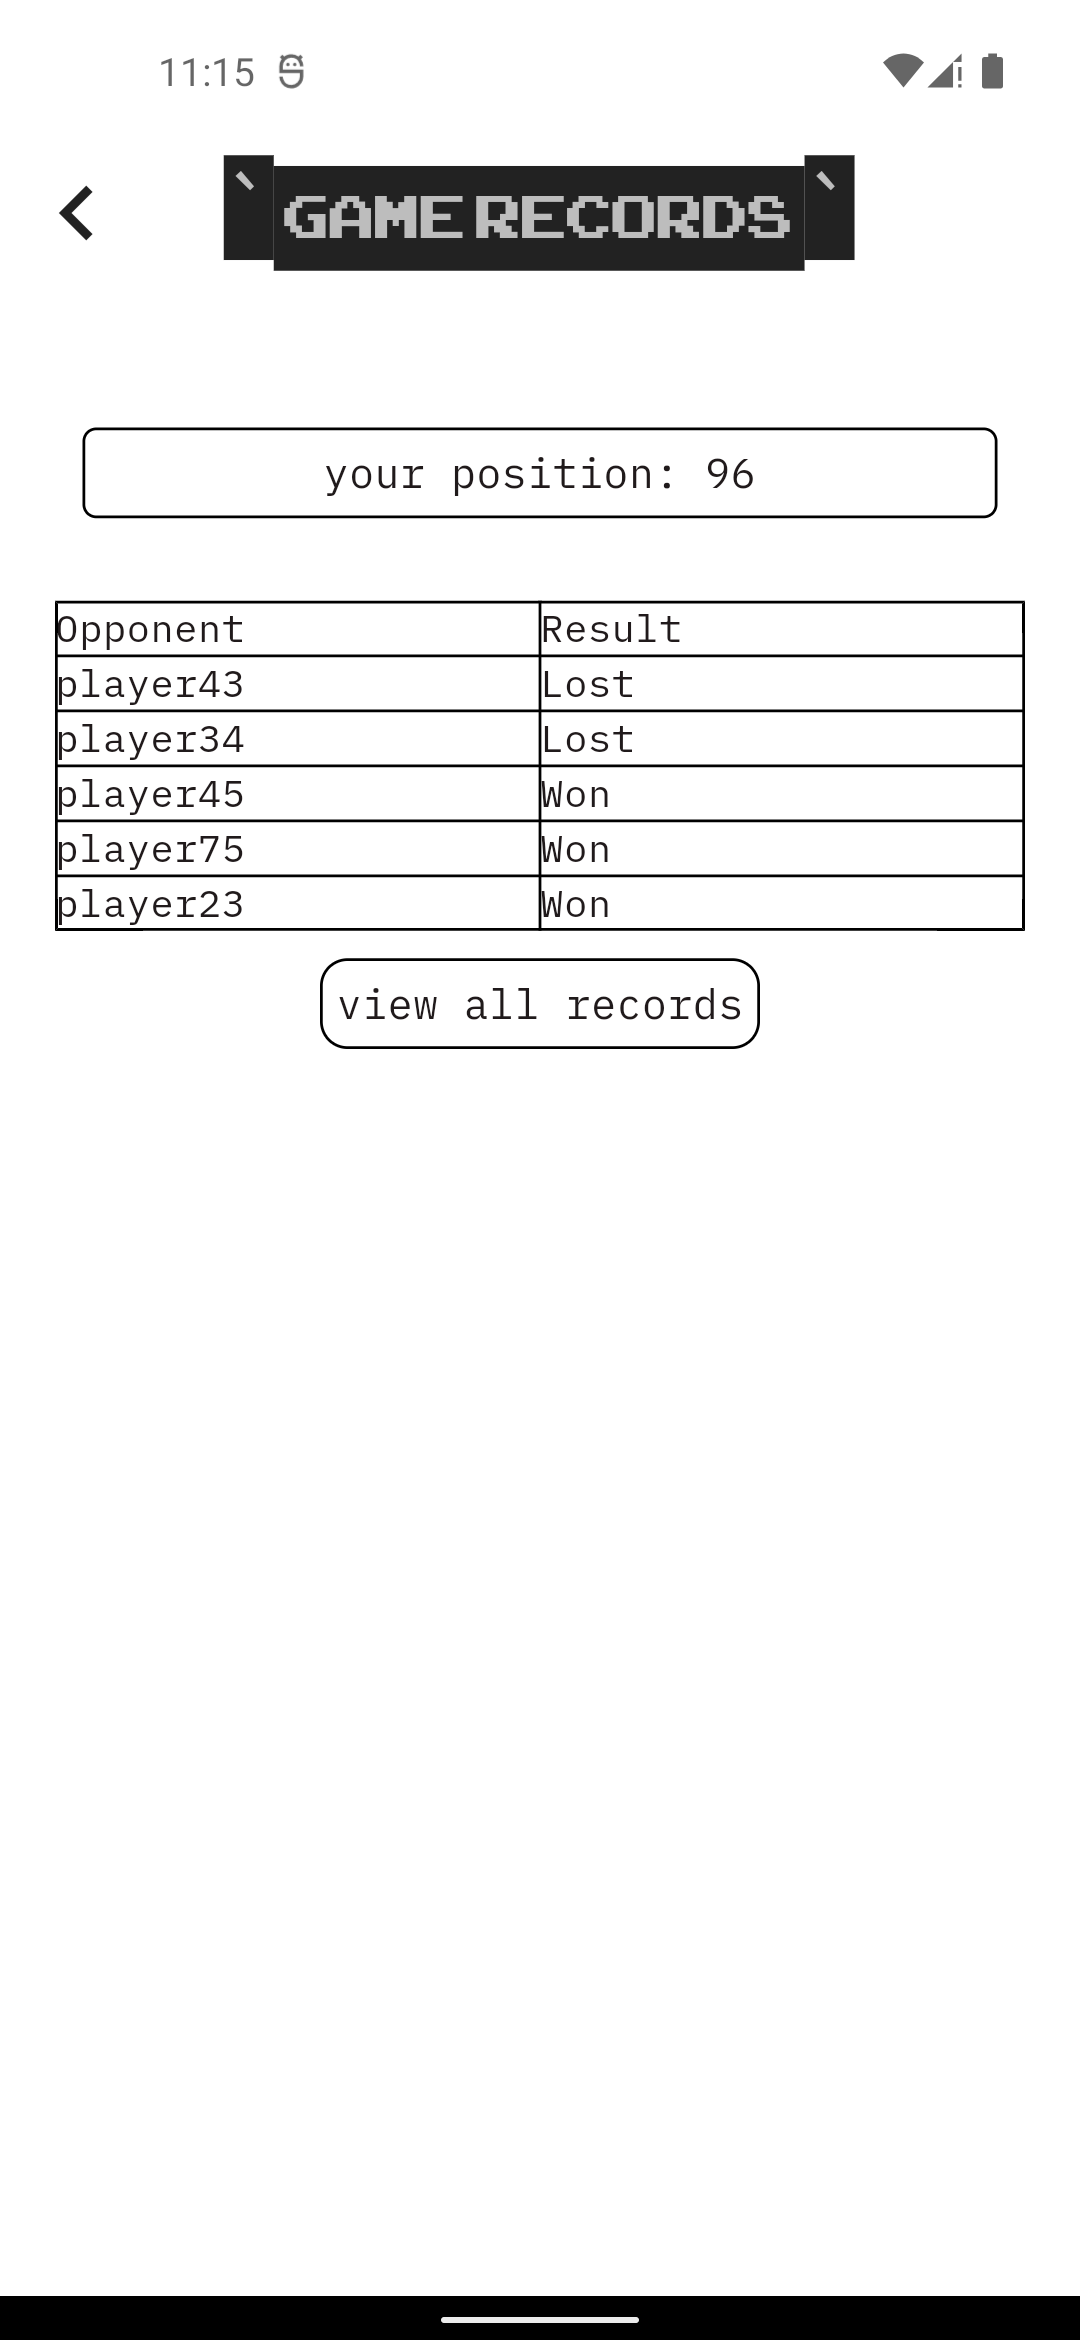 11:15
GAME RECORDS
your position: 96
Opponent Result
player43 Lost
player34 Lost
player45 Won
player75 Won
player23 Won
view all records